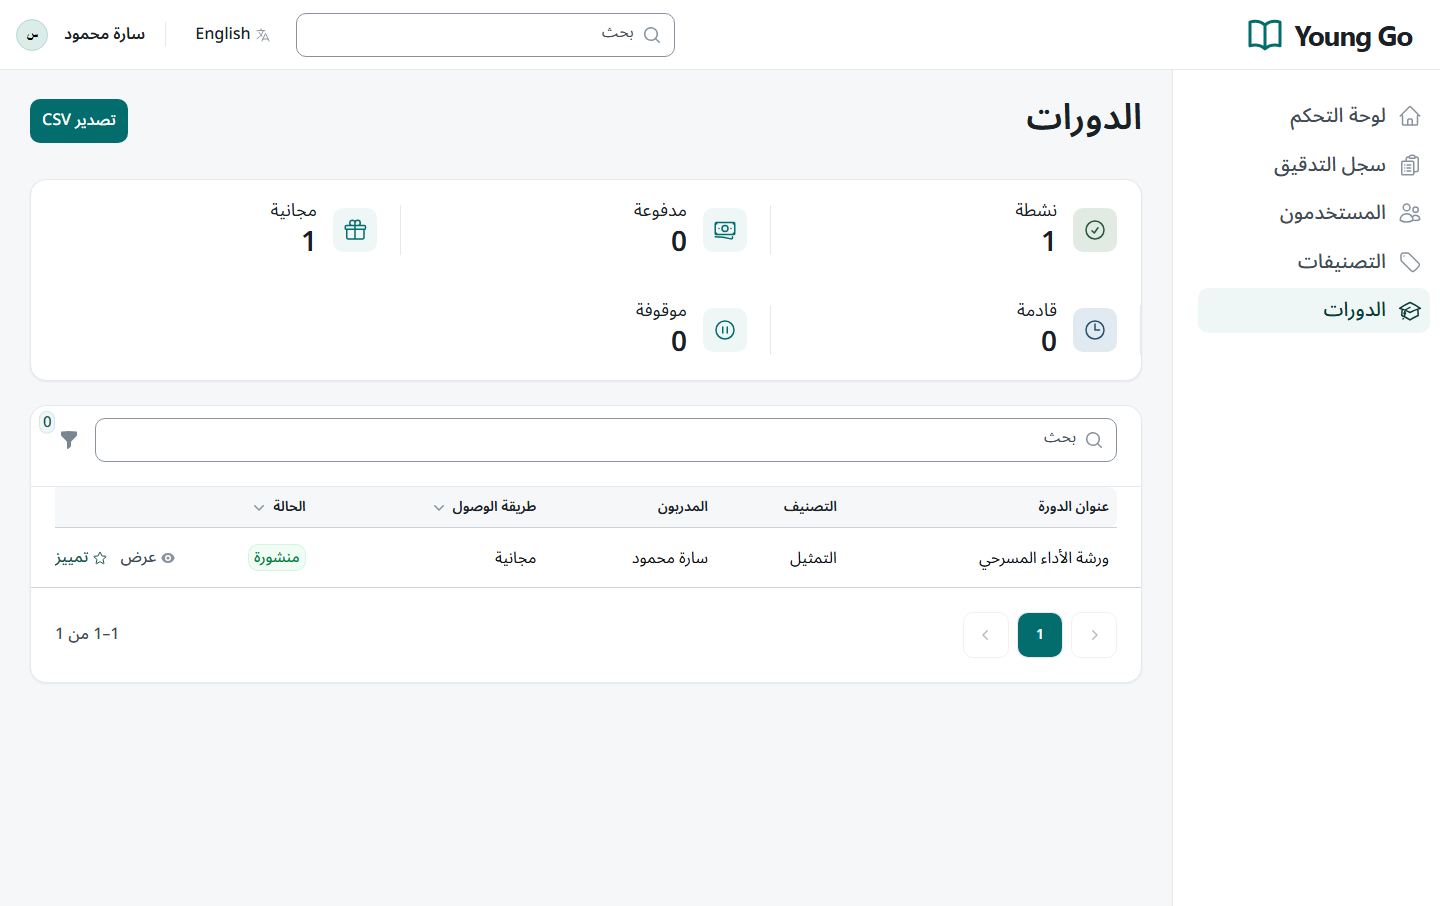 Young Go
بحث
English
سارة محمود
س
لوحة التحكم
سجل التدقيق
المستخدمون
التصنيفات
الدورات
الدورات
تصدير CSV
نشطة
1
مدفوعة
0
مجانية
1
قادمة
0
موقوفة
0
بحث
0
عنوان الدورة التصنيف المدربون طريقة الوصول الحالة
ورشة الأداء المسرحي التمثيل سارة محمود مجانية منشورة عرض تمييز
1
1–1 من 1